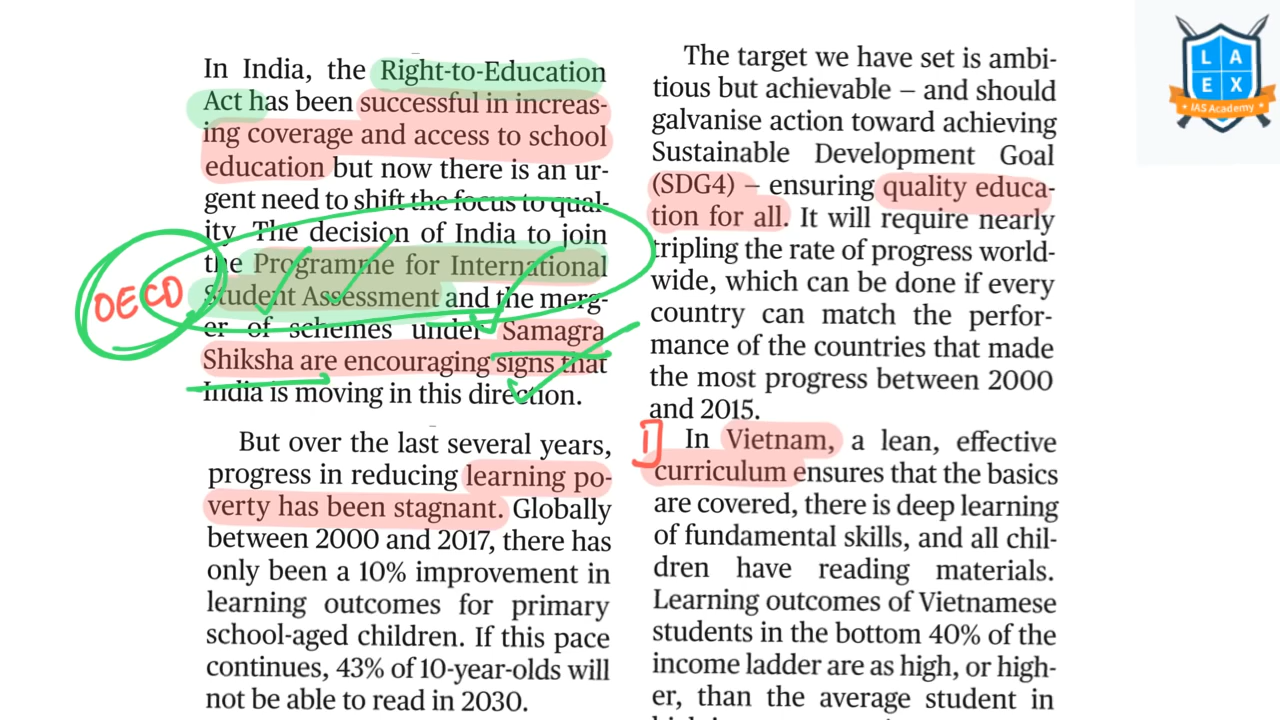 In India, the Right-to-Education
Act has been successful in increas-
ing coverage and access to school
education but now there is an ur-
gent need to shift the focus to qual-
ity. The decision of India to join
the Programme for International
Student Assessment and the merg-
er of schemes under Samagra
Shiksha are encouraging signs that
India is moving in this direction.
OECD
But over the last several years,
progress in reducing learning po-
verty has been stagnant. Globally
between 2000 and 2017, there has
only been a 10% improvement in
learning outcomes for primary
school-aged children. If this pace
continues, 43% of 10-year-olds will
not be able to read in 2030.
The target we have set is ambi-
tious but achievable – and should
galvanise action toward achieving
Sustainable Development Goal
(SDG4) – ensuring quality educa-
tion for all. It will require nearly
tripling the rate of progress world-
wide, which can be done if every
country can match the perfor-
mance of the countries that made
the most progress between 2000
and 2015.
1] In Vietnam, a lean, effective
curriculum ensures that the basics
are covered, there is deep learning
of fundamental skills, and all chil-
dren have reading materials.
Learning outcomes of Vietnamese
students in the bottom 40% of the
income ladder are as high, or high-
er, than the average student in
LA
EX
IAS Academy